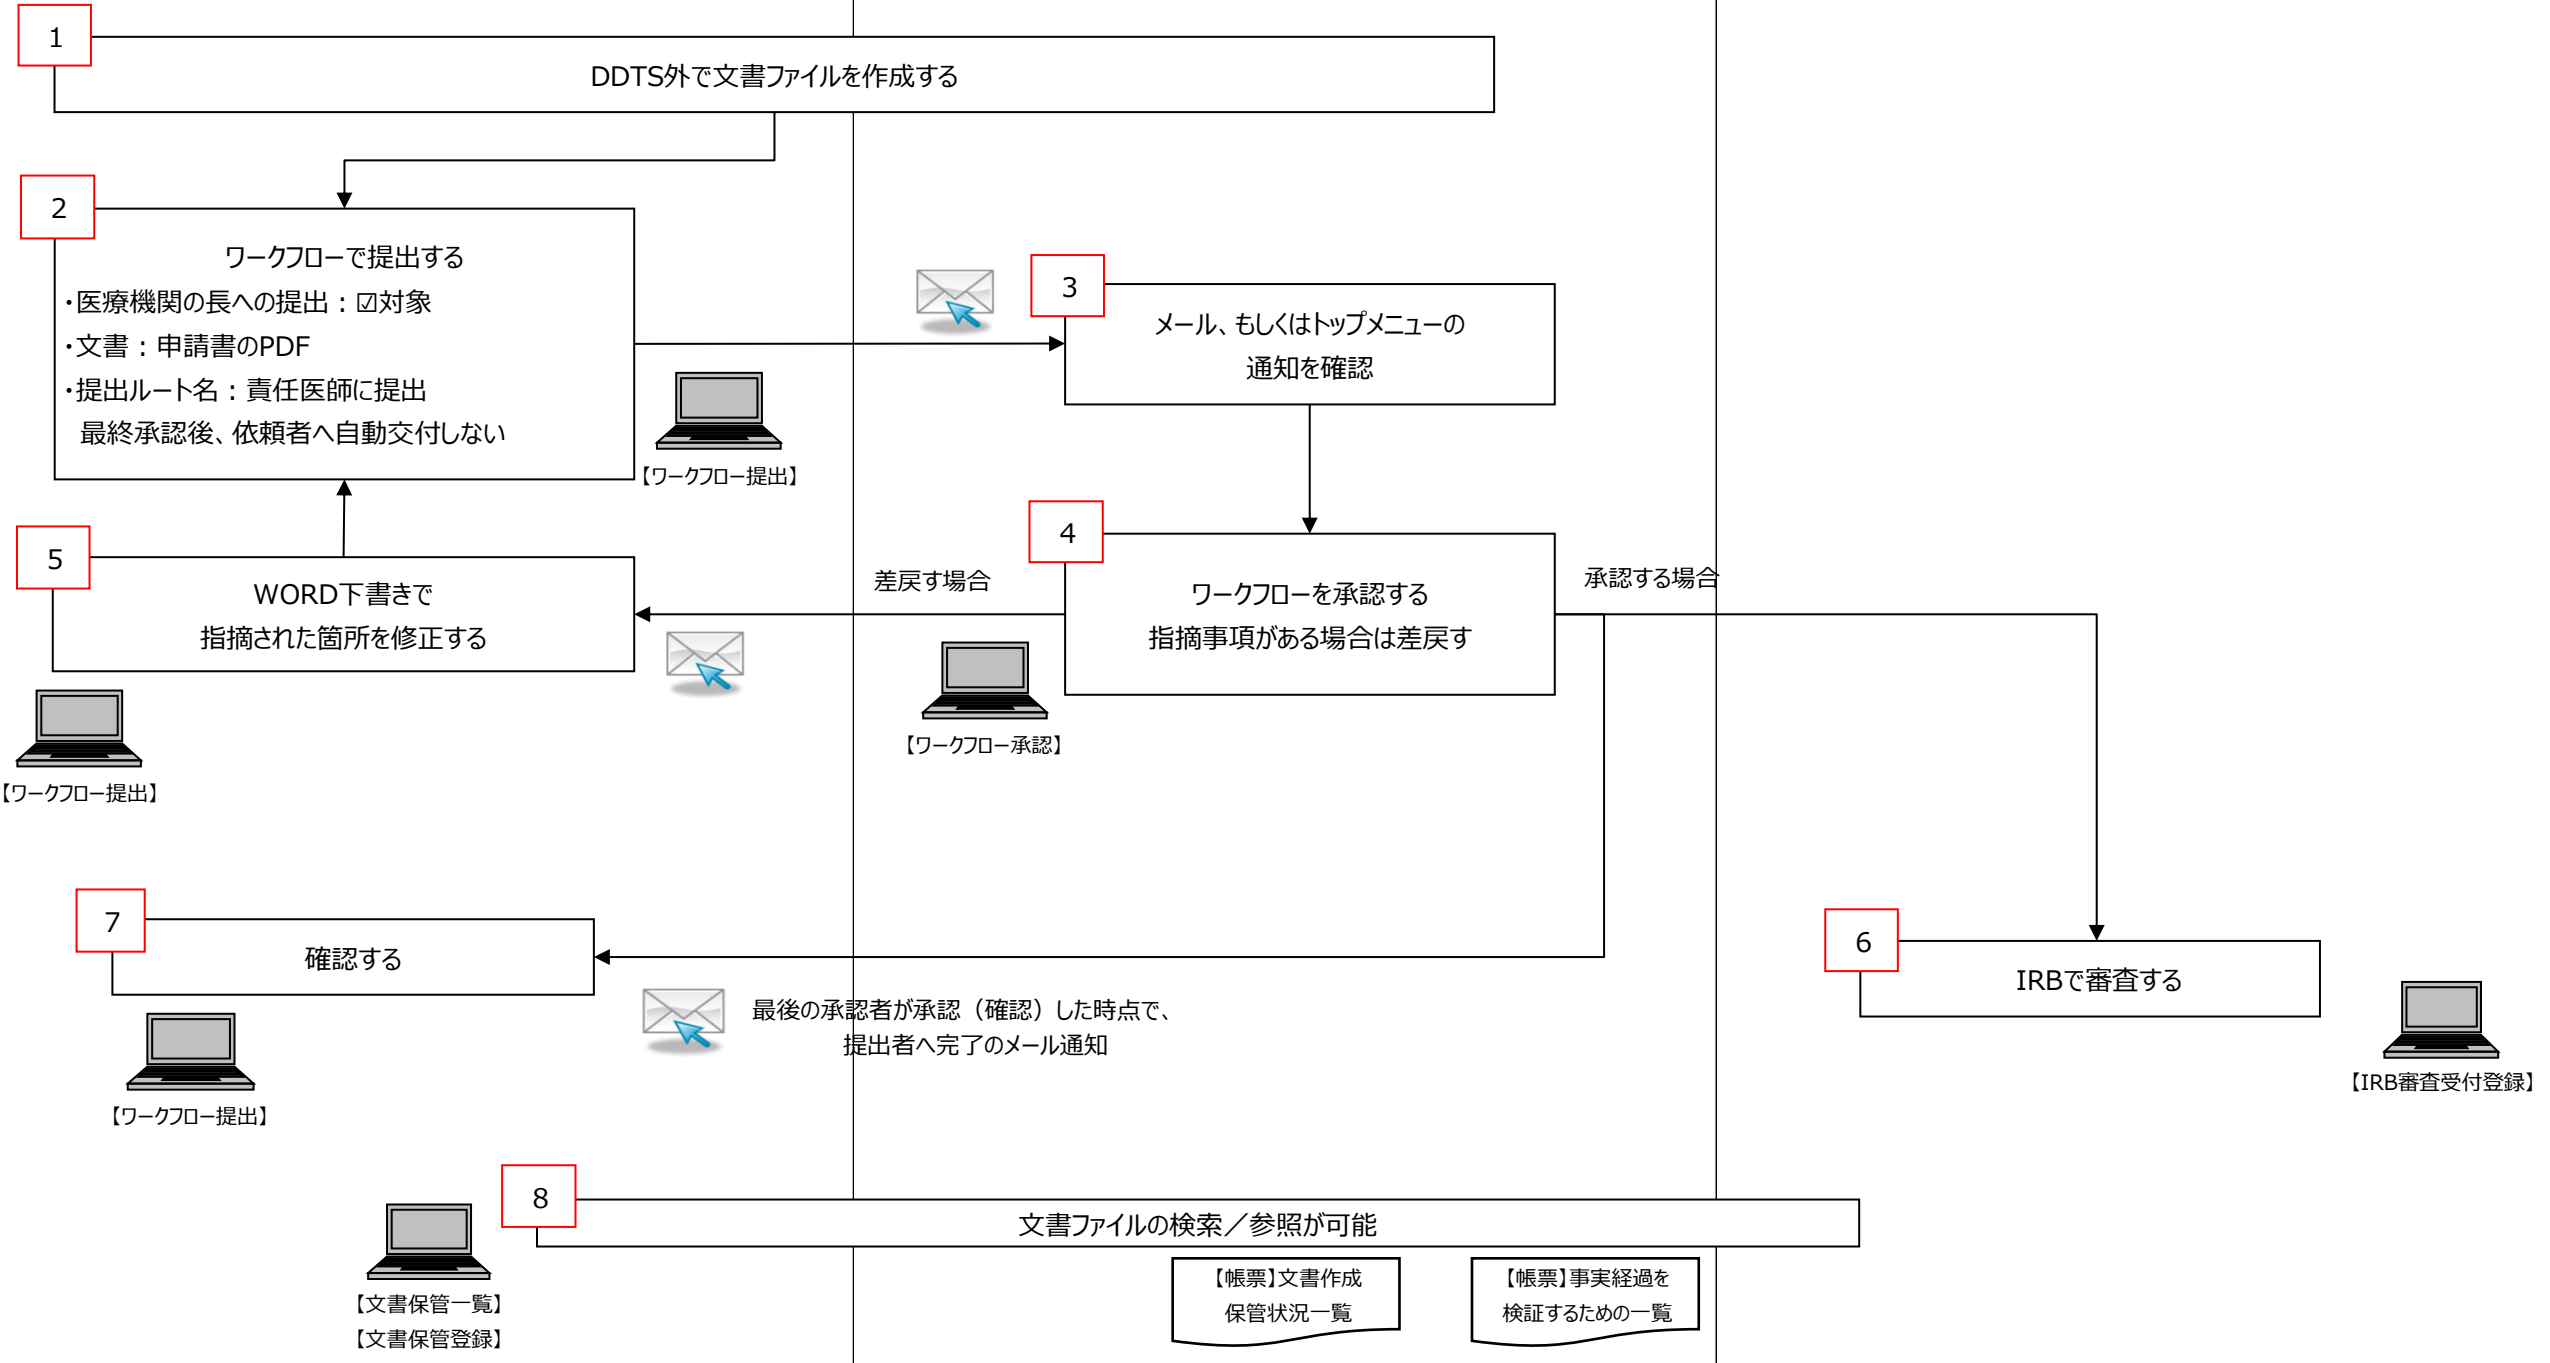 1
DDTS外で文書ファイルを作成する
2
ワークフローで提出する
・医療機関の長への提出：☑対象
・文書：申請書のPDF
・提出ルート名：責任医師に提出
最終承認後、依頼者へ自動交付しない
【ワークフロー提出】
3
メール、もしくはトップメニューの
通知を確認
4
ワークフローを承認する
指摘事項がある場合は差戻す
差戻す場合
承認する場合
【ワークフロー承認】
5
WORD下書きで
指摘された箇所を修正する
【ワークフロー提出】
7
確認する
【ワークフロー提出】
最後の承認者が承認（確認）した時点で、
提出者へ完了のメール通知
6
IRBで審査する
【IRB審査受付登録】
8
文書ファイルの検索／参照が可能
【文書保管一覧】
【文書保管登録】
【帳票】文書作成
保管状況一覧
【帳票】事実経過を
検証するための一覧